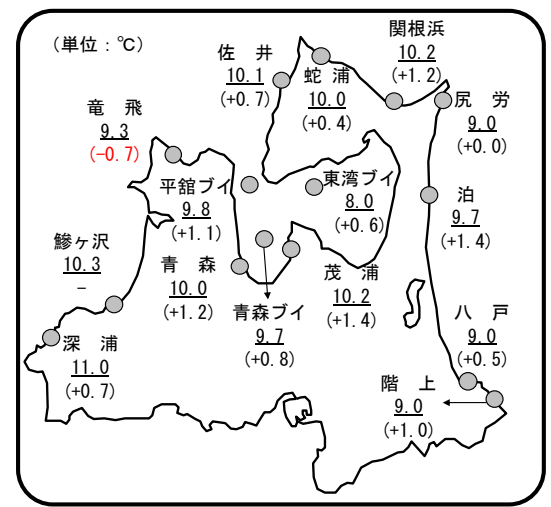 (単位：℃)
関根浜
10.2
(+1.2)
佐 井
10.1
(+0.7)
蛇 浦
10.0
(+0.4)
尻 労
9.0
(+0.0)
竜 飛
9.3
(−0.7)
平舘ブイ
9.8
(+1.1)
東湾ブイ
8.0
(+0.6)
泊
9.7
(+1.4)
鰺ヶ沢
10.3
−
青 森
10.0
(+1.2)
青森ブイ
9.7
(+0.8)
茂 浦
10.2
(+1.4)
八 戸
9.0
(+0.5)
深 浦
11.0
(+0.7)
階 上
9.0
(+1.0)